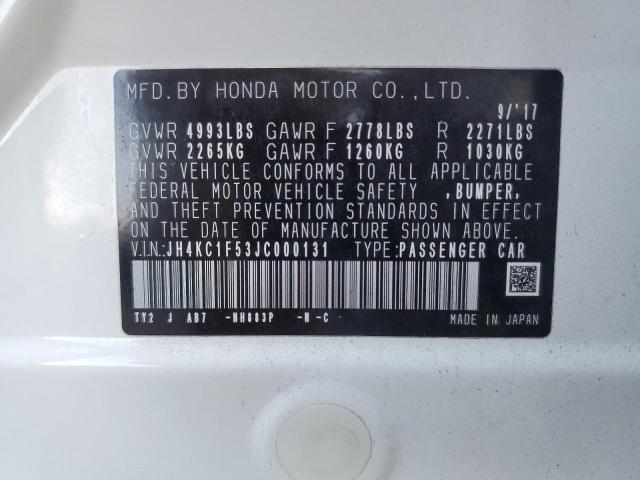 MFD.BY HONDA MOTOR CO.,LTD.
9/'17
GVWR 4993LBS GAWR F 2778LBS R 2271LBS
GVWR 2265KG GAWR F 1260KG R 1030KG
THIS VEHICLE CONFORMS TO ALL APPLICABLE
FEDERAL MOTOR VEHICLE SAFETY ,BUMPER,
AND THEFT PREVENTION STANDARDS IN EFFECT
ON THE DATE OF MANUFACTURE SHOWN ABOVE.
V.I.N:JH4KC1F53JC000131 TYPE:PASSENGER CAR
TY2 J AB7 -NH883P -N -C
MADE IN JAPAN